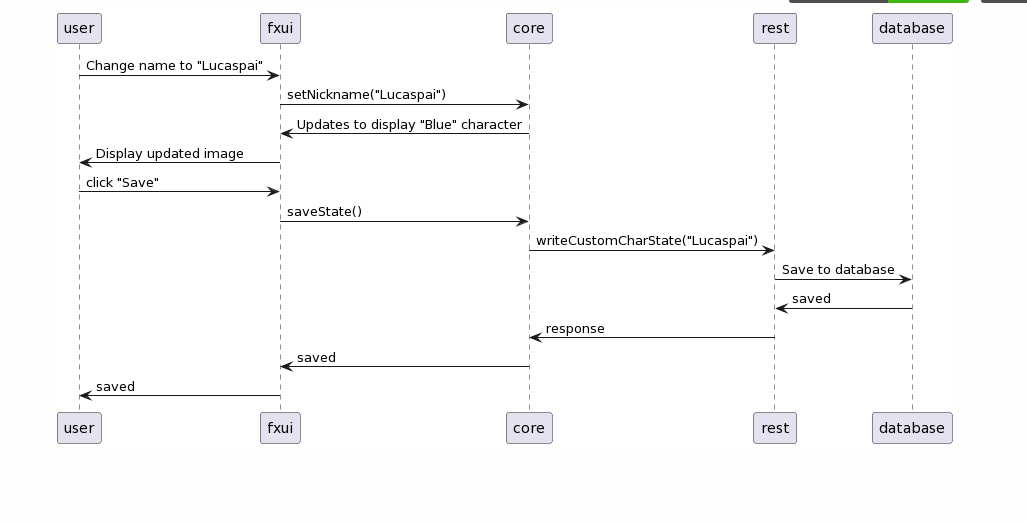 user fxui core rest database
Change name to "Lucaspai"
setNickname("Lucaspai")
Updates to display "Blue" character
Display updated image
click "Save"
saveState()
writeCustomCharState("Lucaspai")
Save to database
saved
response
saved
saved
user fxui core rest database